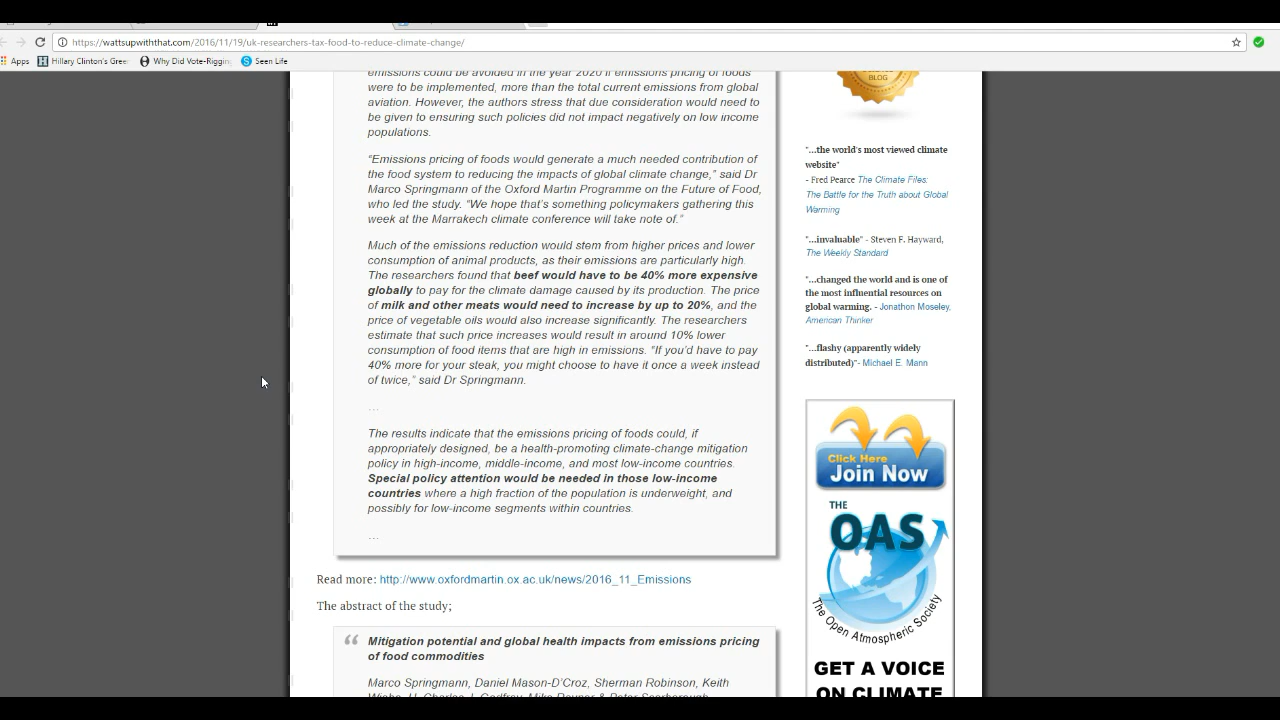 https://wattsupwiththat.com/2016/11/19/uk-researchers-tax-food-to-reduce-climate-change/
Apps
Hillary Clinton's Gree
Why Did Vote-Riggin
Seen Life
emissions could be avoided in the year 2020 if emissions pricing of foods
were to be implemented, more than the total current emissions from global
aviation. However, the authors stress that due consideration would need to
be given to ensuring such policies did not impact negatively on low income
populations.
“Emissions pricing of foods would generate a much needed contribution of
the food system to reducing the impacts of global climate change,” said Dr
Marco Springmann of the Oxford Martin Programme on the Future of Food,
who led the study. “We hope that’s something policymakers gathering this
week at the Marrakech climate conference will take note of.”
Much of the emissions reduction would stem from higher prices and lower
consumption of animal products, as their emissions are particularly high.
The researchers found that beef would have to be 40% more expensive
globally to pay for the climate damage caused by its production. The price
of milk and other meats would need to increase by up to 20%, and the
price of vegetable oils would also increase significantly. The researchers
estimate that such price increases would result in around 10% lower
consumption of food items that are high in emissions. “If you’d have to pay
40% more for your steak, you might choose to have it once a week instead
of twice,” said Dr Springmann.
…
The results indicate that the emissions pricing of foods could, if
appropriately designed, be a health-promoting climate-change mitigation
policy in high-income, middle-income, and most low-income countries.
Special policy attention would be needed in those low-income
countries where a high fraction of the population is underweight, and
possibly for low-income segments within countries.
…
Read more: http://www.oxfordmartin.ox.ac.uk/news/2016_11_Emissions
The abstract of the study;
“ Mitigation potential and global health impacts from emissions pricing
of food commodities
Marco Springmann, Daniel Mason-D’Croz, Sherman Robinson, Keith
BLOG
"...the world's most viewed climate
website"
- Fred Pearce The Climate Files:
The Battle for the Truth about Global
Warming
"...invaluable" - Steven F. Hayward,
The Weekly Standard
"...changed the world and is one of
the most influential resources on
global warming. - Jonathon Moseley,
American Thinker
"...flashy (apparently widely
distributed)"- Michael E. Mann
Click Here
Join Now
THE
OAS
The Open Atmospheric Society
GET A VOICE
ON CLIMATE